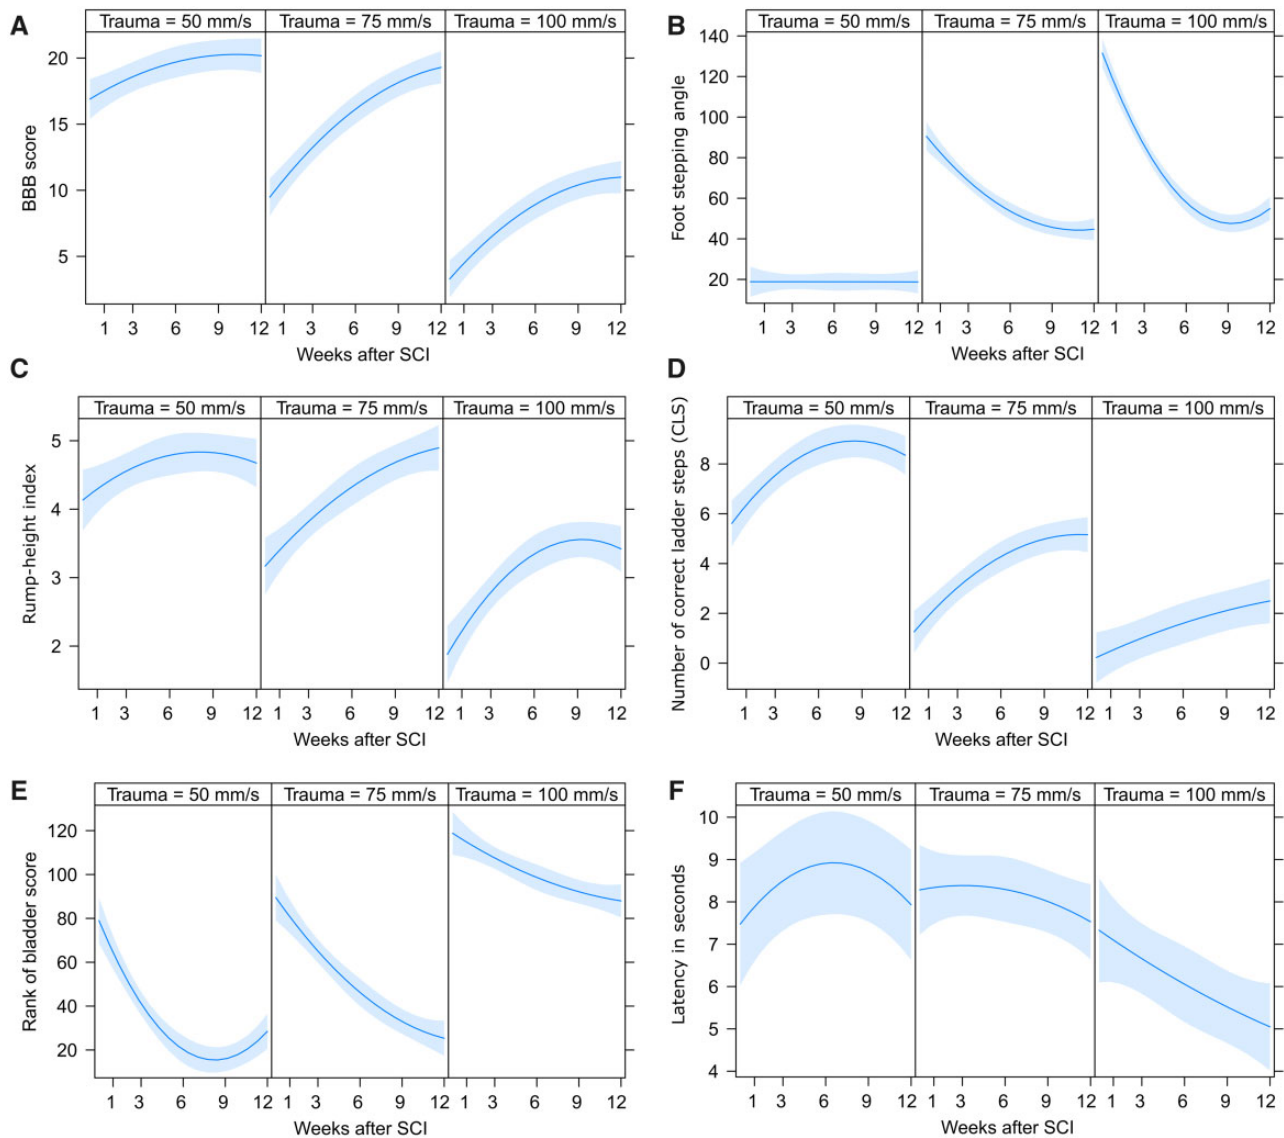 A
Trauma = 50 mm/s Trauma = 75 mm/s Trauma = 100 mm/s
BBB score
20
15
10
5
1 3 6 9 12 1 3 6 9 12 1 3 6 9 12
Weeks after SCI
B
Trauma = 50 mm/s Trauma = 75 mm/s Trauma = 100 mm/s
Foot stepping angle
140
120
100
80
60
40
20
1 3 6 9 12 1 3 6 9 12 1 3 6 9 12
Weeks after SCI
C
Trauma = 50 mm/s Trauma = 75 mm/s Trauma = 100 mm/s
Rump-height index
5
4
3
2
1 3 6 9 12 1 3 6 9 12 1 3 6 9 12
Weeks after SCI
D
Trauma = 50 mm/s Trauma = 75 mm/s Trauma = 100 mm/s
Number of correct ladder steps (CLS)
8
6
4
2
0
1 3 6 9 12 1 3 6 9 12 1 3 6 9 12
Weeks after SCI
E
Trauma = 50 mm/s Trauma = 75 mm/s Trauma = 100 mm/s
Rank of bladder score
120
100
80
60
40
20
1 3 6 9 12 1 3 6 9 12 1 3 6 9 12
Weeks after SCI
F
Trauma = 50 mm/s Trauma = 75 mm/s Trauma = 100 mm/s
Latency in seconds
10
9
8
7
6
5
4
1 3 6 9 12 1 3 6 9 12 1 3 6 9 12
Weeks after SCI